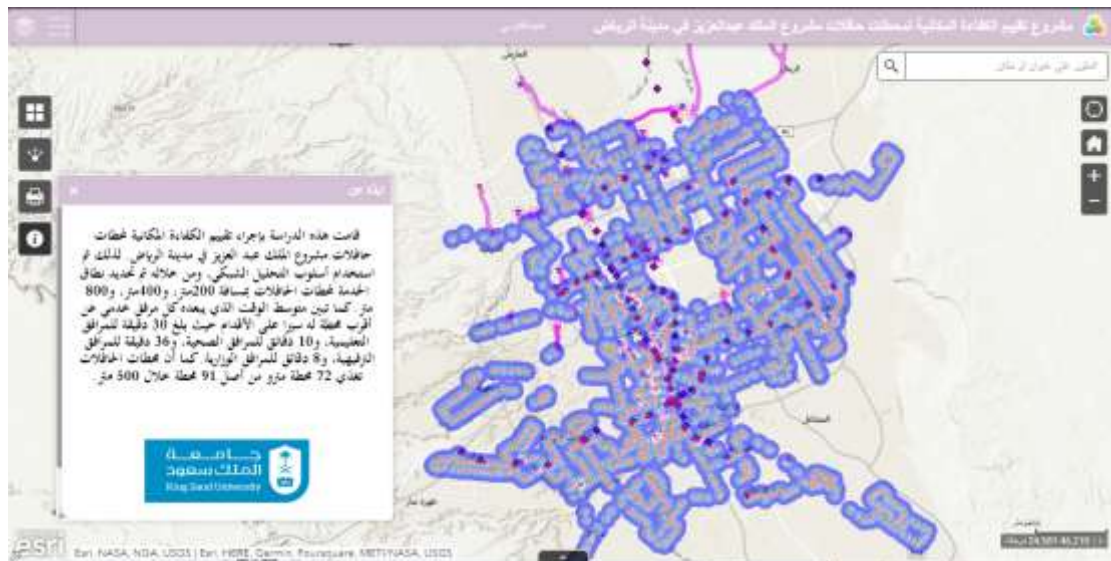 مشروع تقييم الكفاءة المكانية لمحطات حافلات مشروع الملك عبدالعزيز في مدينة الرياض
نبذة عن
قامت هذه الدراسة بإجراء تقييم الكفاءة المكانية لمحطات
حافلات مشروع الملك عبد العزيز في مدينة الرياض. لذلك تم
استخدام أسلوب التحليل الشبكي، ومن خلاله تم تحديد نطاق
الخدمة لمحطات الحافلات بمسافة 200متر، و400متر، و800
متر. كما تبين متوسط الوقت الذي يبعده كل مرفق خدمي عن
أقرب محطة له سيرا على الأقدام حيث بلغ 30 دقيقة للمرافق
التعليمية، و10 دقائق للمرافق الصحية، و36 دقيقة للمرافق
الترفيهية، و8 دقائق للمرافق الوزارية. كما أن محطات الحافلات
تغذي 72 محطة مترو من أصل 91 محطة خلال 500 متر.
جامعة
الملك سعود
King Saud University
esri
Esri, NASA, NGA, USGS | Esri, HERE, Garmin, Foursquare, METI/NASA, USGS